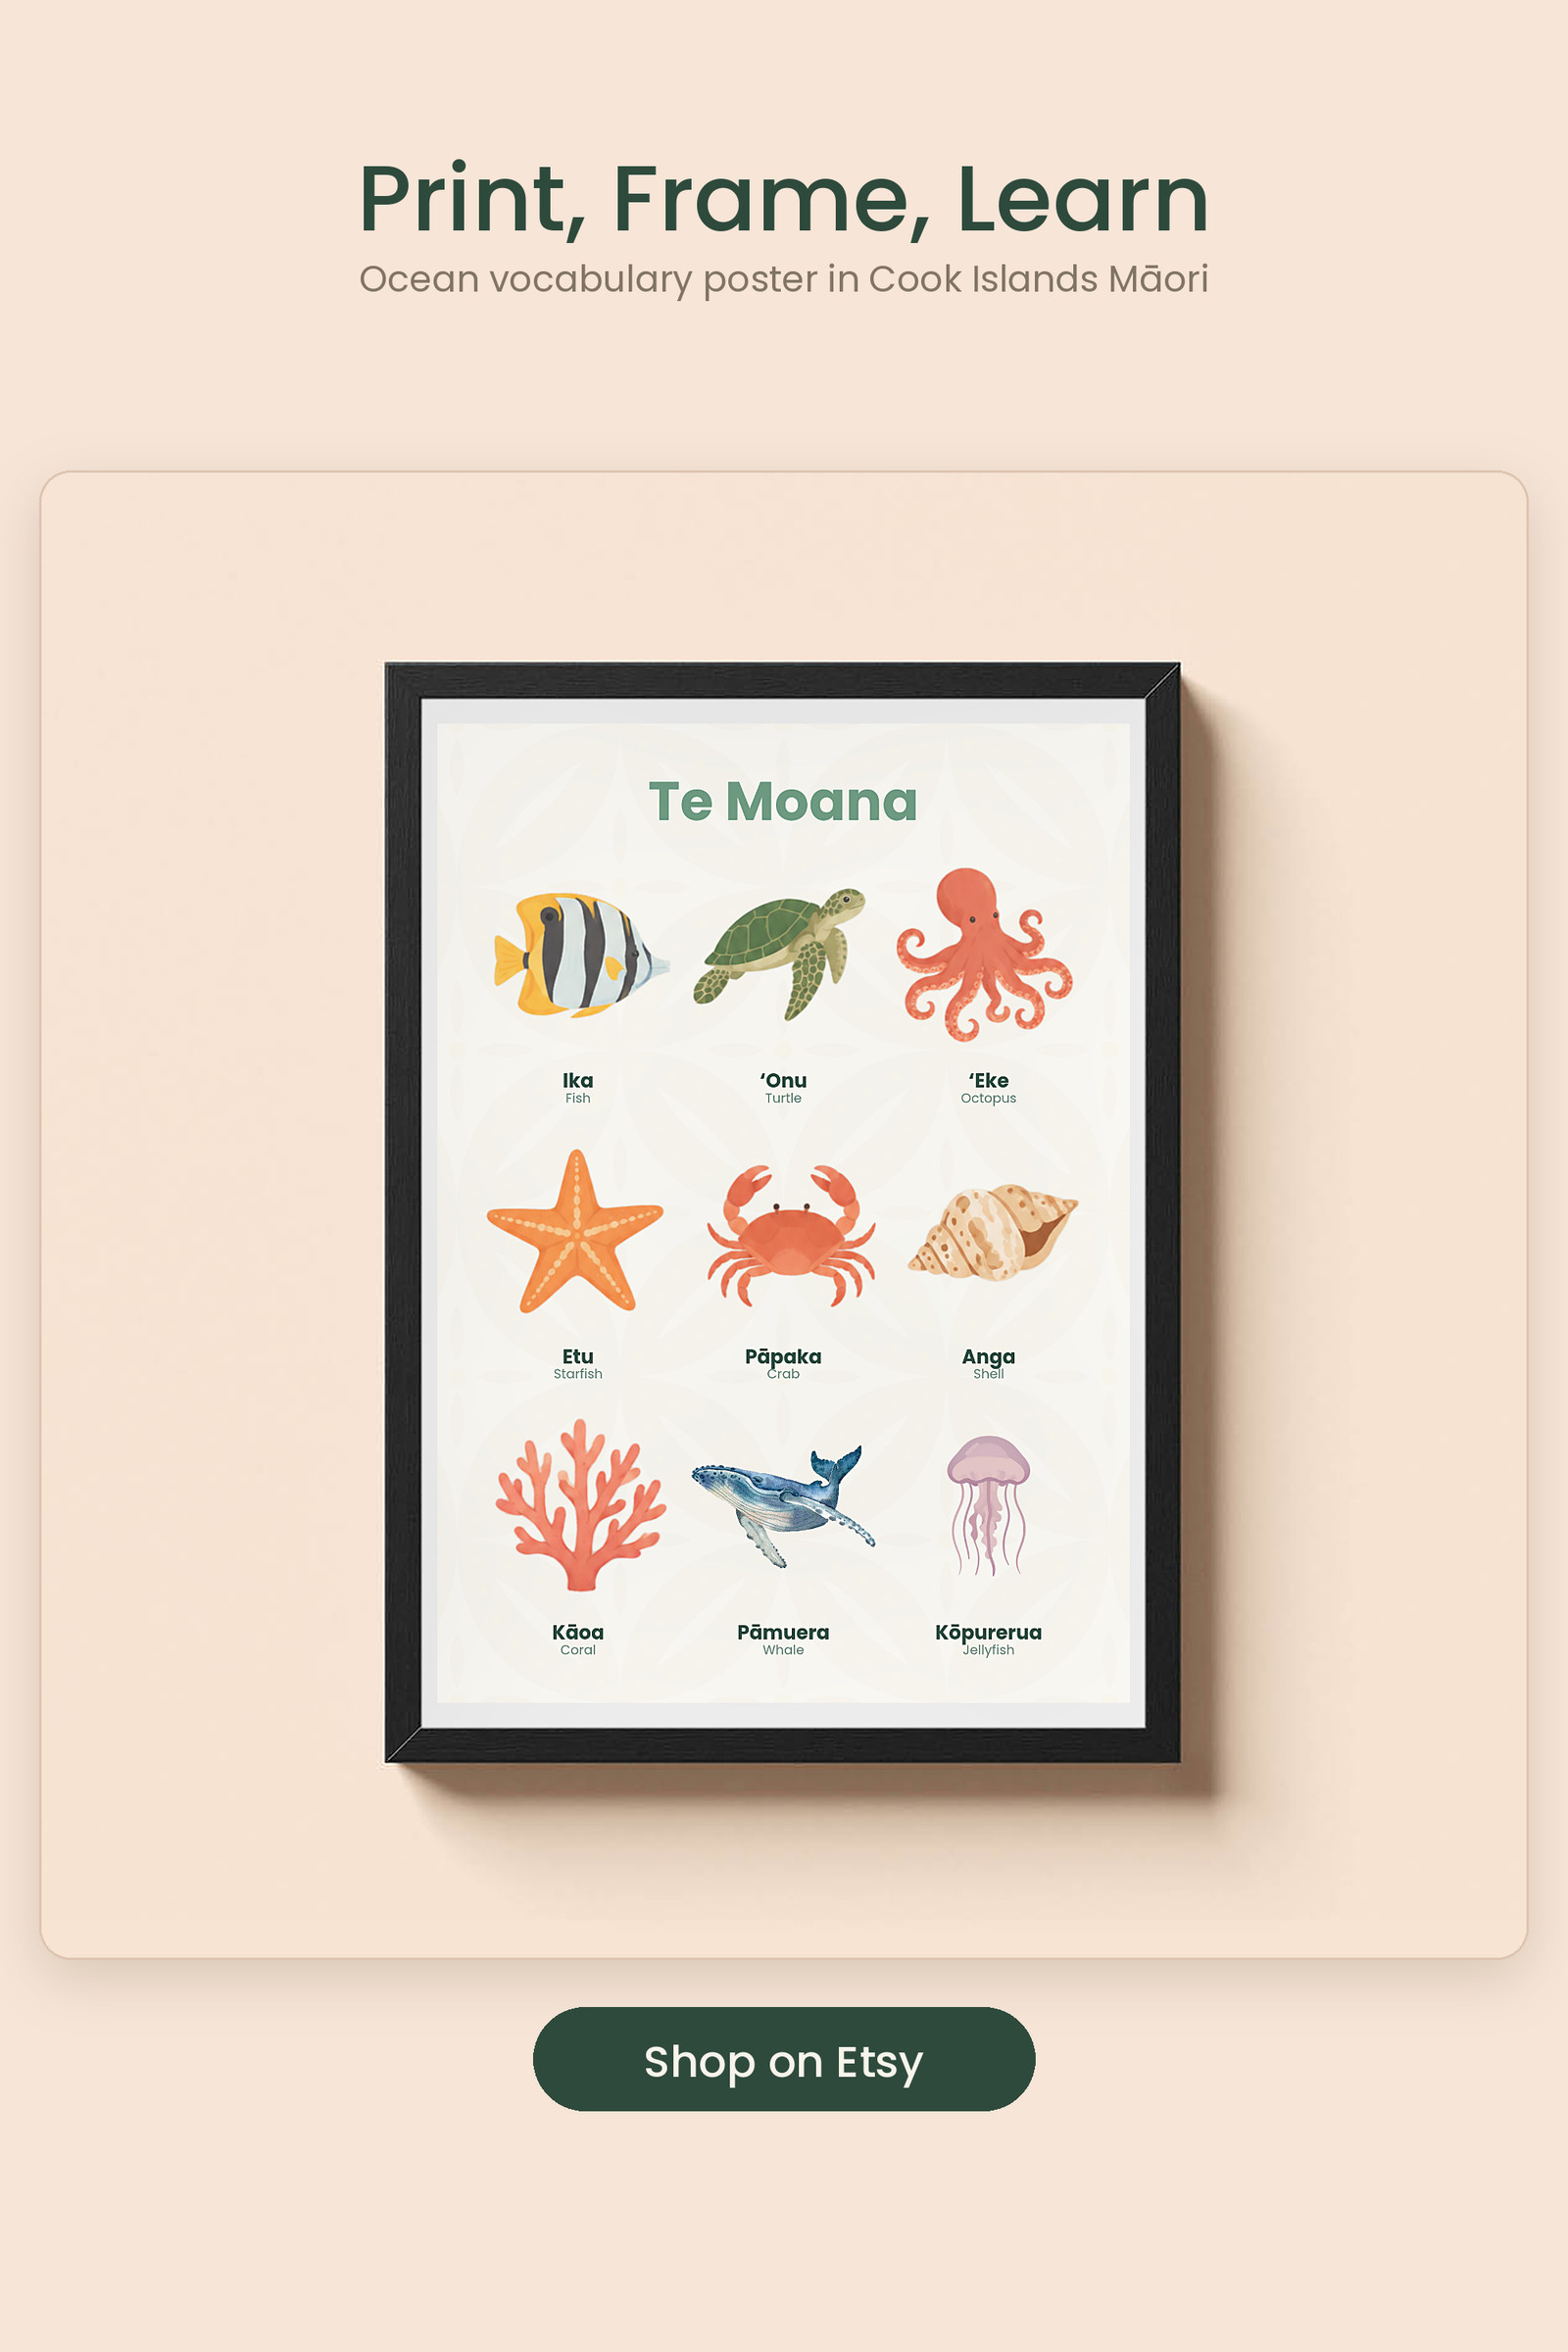 Print, Frame, Learn
Ocean vocabulary poster in Cook Islands Māori
Te Moana
Ika
Fish
‘Onu
Turtle
‘Eke
Octopus
Etu
Starfish
Pāpaka
Crab
Anga
Shell
Kāoa
Coral
Pāmuera
Whale
Kōpurerua
Jellyfish
Shop on Etsy